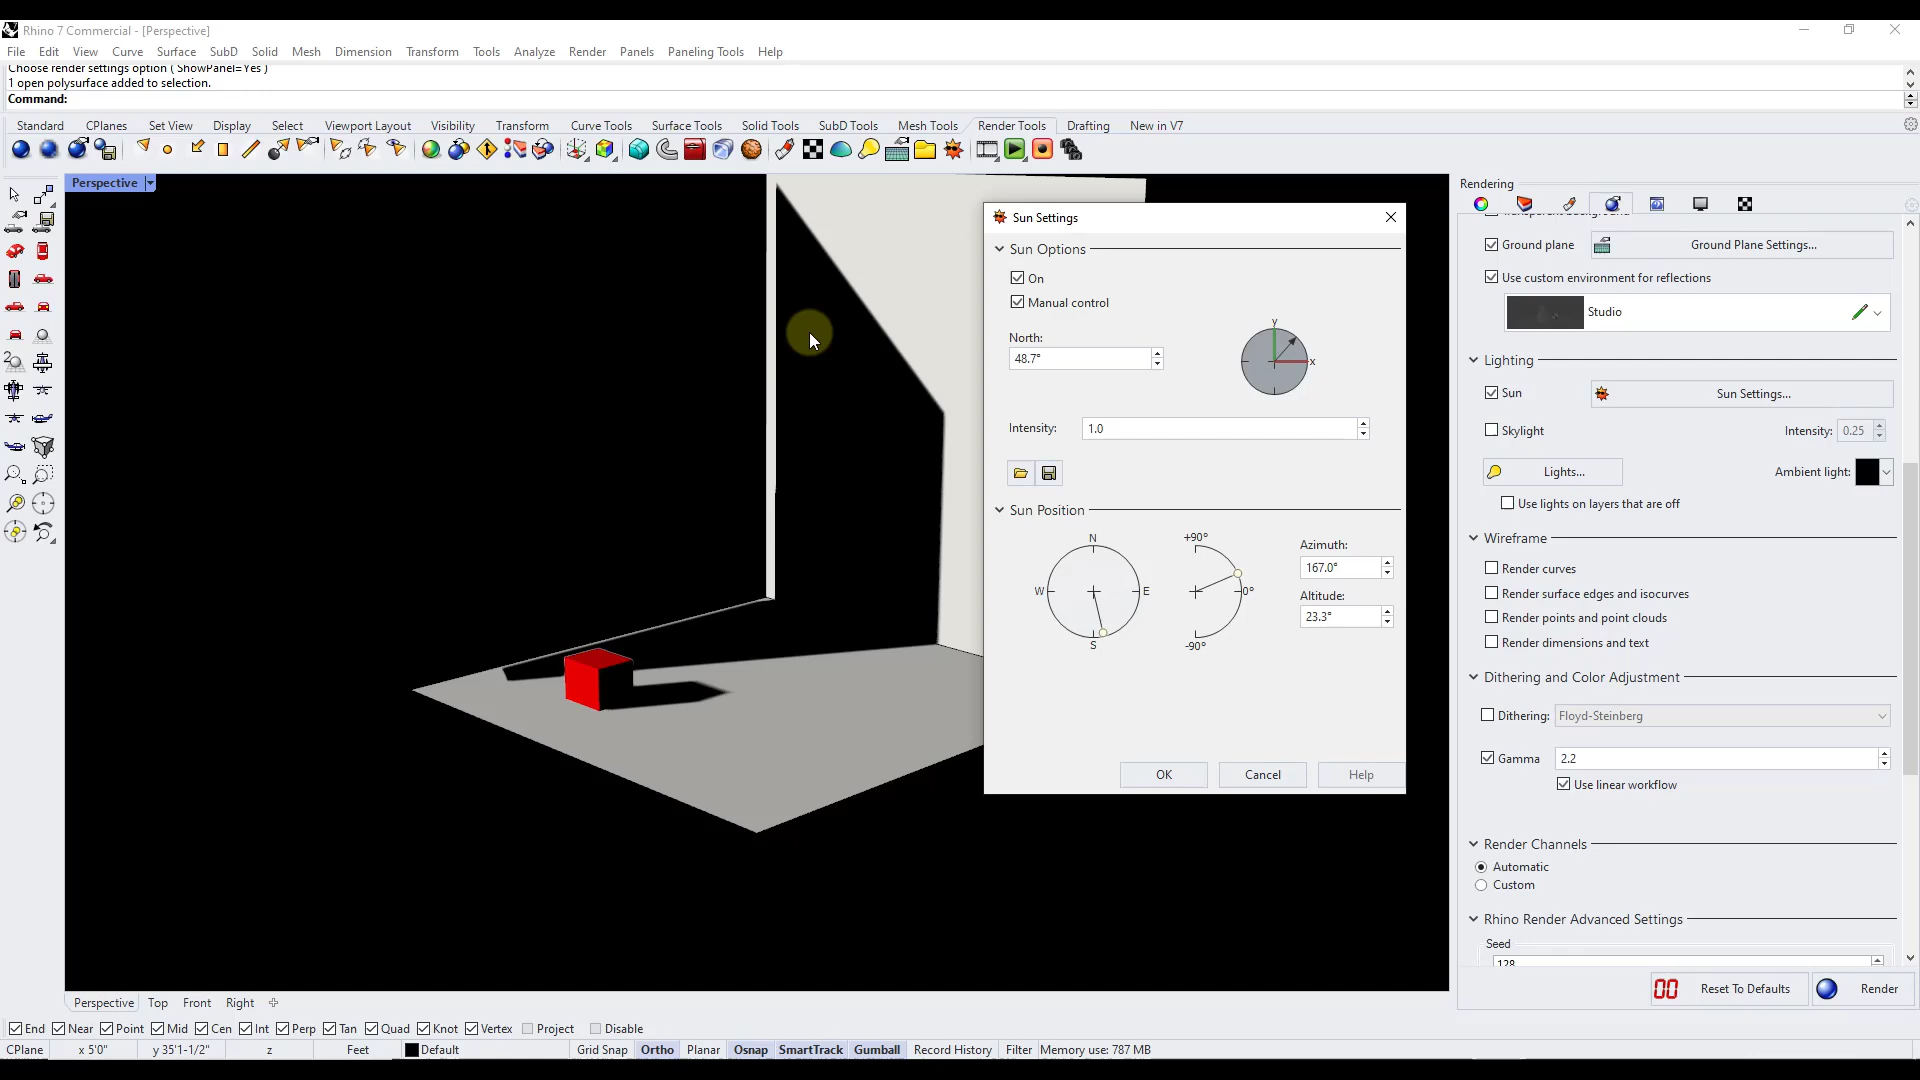 Rhino 7 Commercial - [Perspective]
File Edit View Curve Surface SubD Solid Mesh Dimension Transform Tools Analyze Render Panels Paneling Tools Help
Choose render settings option ( ShowPanel=Yes )
1 open polysurface added to selection.
Command:
Standard CPlanes Set View Display Select Viewport Layout Visibility Transform Curve Tools Surface Tools Solid Tools SubD Tools Mesh Tools Render Tools Drafting New in V7
Perspective
Rendering
Transparent background
Ground plane Ground Plane Settings...
Use custom environment for reflections
Studio
Lighting
Sun Sun Settings...
Skylight Intensity: 0.25
Lights... Ambient light:
Use lights on layers that are off
Wireframe
Render curves
Render surface edges and isocurves
Render points and point clouds
Render dimensions and text
Dithering and Color Adjustment
Dithering: Floyd-Steinberg
Gamma 2.2
Use linear workflow
Render Channels
Automatic
Custom
Rhino Render Advanced Settings
Seed
128
Reset To Defaults Render
Sun Settings
Sun Options
On
Manual control
North:
48.7°
y
x
Intensity: 1.0
Sun Position
N
W E
S
+90°
0°
-90°
Azimuth:
167.0°
Altitude:
23.3°
OK Cancel Help
2
Perspective Top Front Right
End Near Point Mid Cen Int Perp Tan Quad Knot Vertex Project Disable
CPlane x 5'0" y 35'1-1/2" z Feet Default Grid Snap Ortho Planar Osnap SmartTrack Gumball Record History Filter Memory use: 787 MB